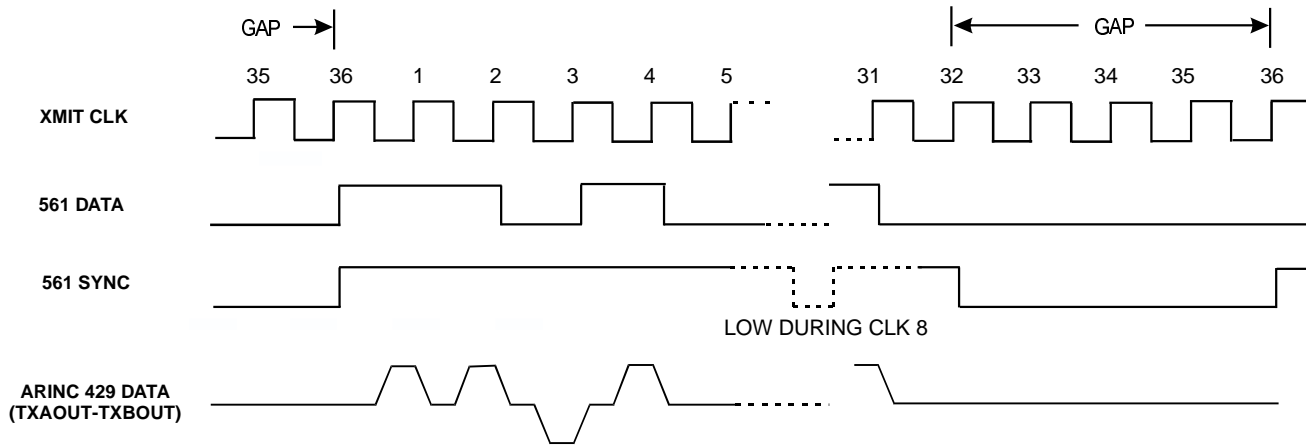 GAP
GAP
35 36 1 2 3 4 5 31 32 33 34 35 36
XMIT CLK
561 DATA
561 SYNC
LOW DURING CLK 8
ARINC 429 DATA
(TXAOUT-TXBOUT)